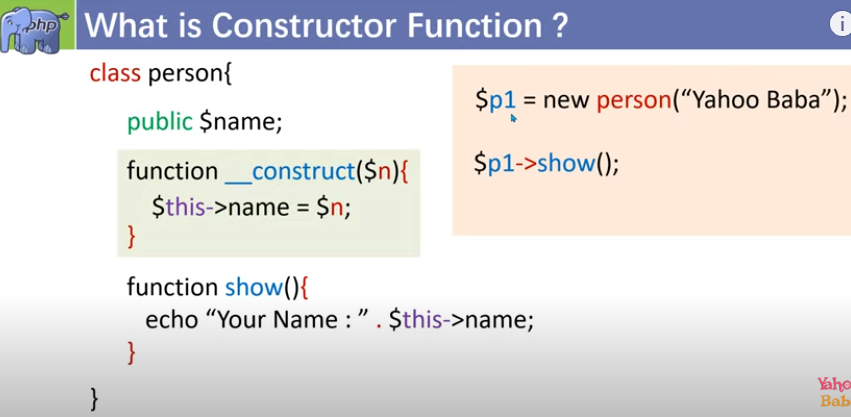 php
What is Constructor Function ?
i
class person{
public $name;
function __construct($n){
$this->name = $n;
}
function show(){
echo “Your Name : ” . $this->name;
}
}
$p1 = new person(“Yahoo Baba”);
$p1->show();
Yaho
Bab